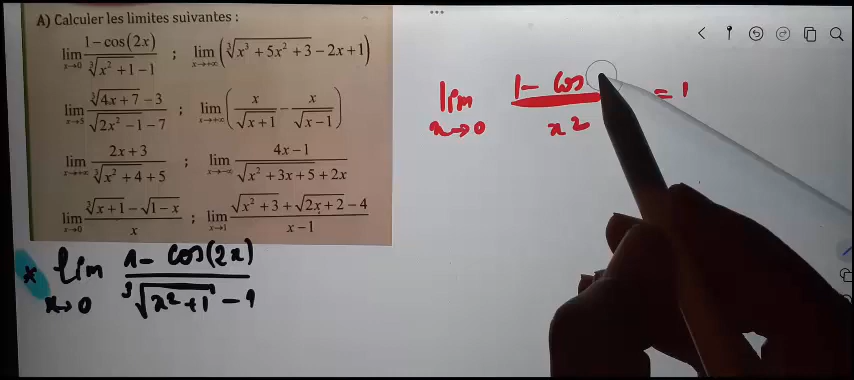 A) Calculer les limites suivantes :
lim x→0 (1−cos(2x))/(∛(x²+1)−1) ; lim x→+∞ (∛(x³+5x²+3)−2x+1)
lim x→5 (∛(4x+7)−3)/(√(2x²−1)−7) ; lim x→+∞ (x/√(x+1) − x/√(x−1))
lim x→+∞ (2x+3)/(∛(x²+4)+5) ; lim x→−∞ (4x−1)/(√(x²+3x+5)+2x)
lim x→0 (∛(x+1)−√(1−x))/x ; lim x→1 (√(x²+3)+√(2x+2)−4)/(x−1)
* lim x→0 (1−cos(2x))/(³√(x²+1)−1)
lim x→0 (1−cos)/x² = 1